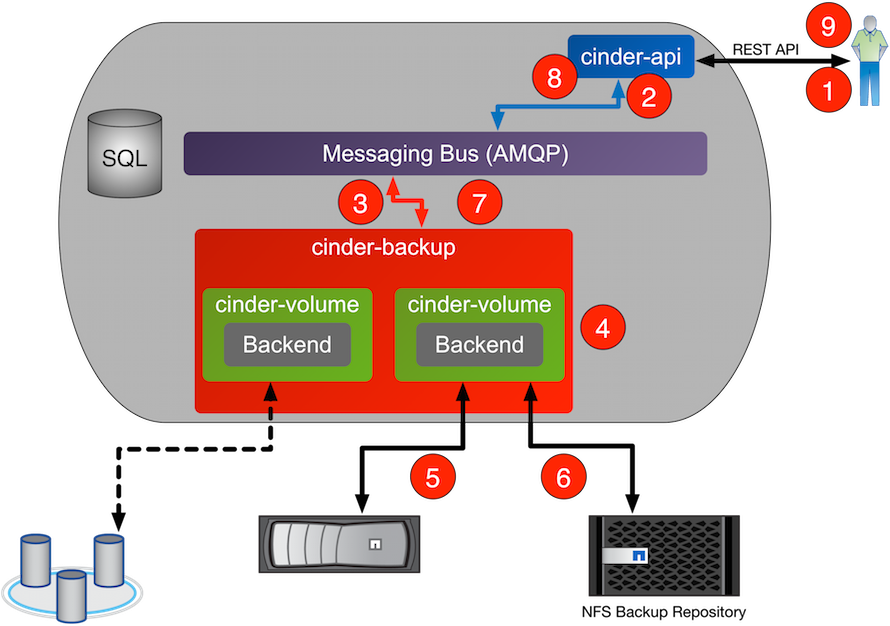 9
cinder-api
REST API
8
2
1
SQL
Messaging Bus (AMQP)
3
7
cinder-backup
cinder-volume
cinder-volume
4
Backend
Backend
5
6
NFS Backup Repository